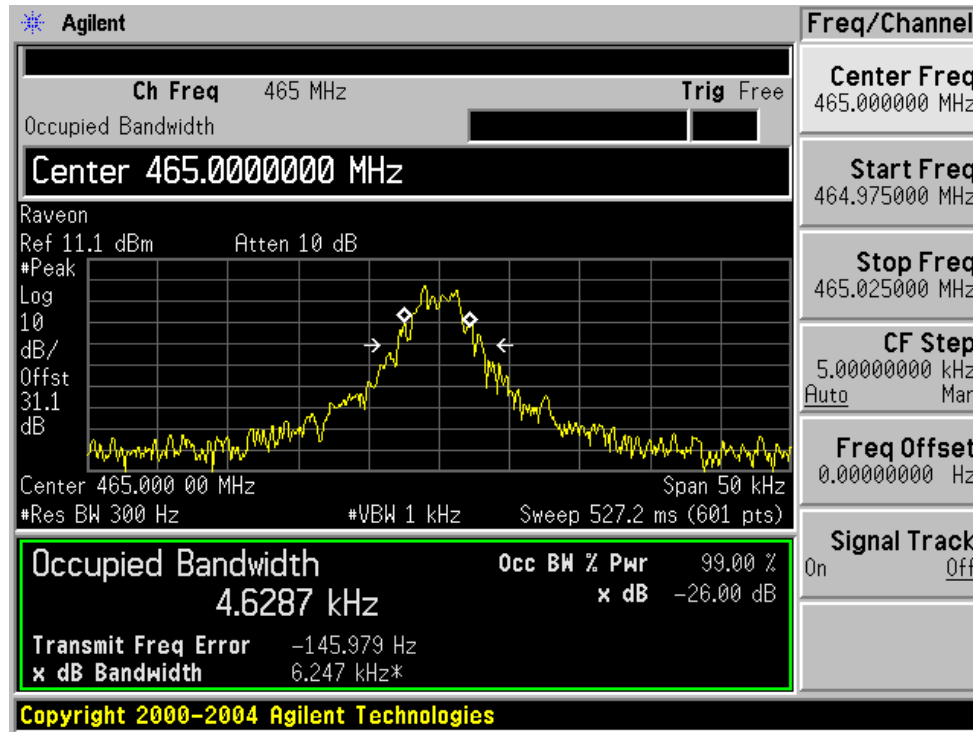 Agilent
Freq/Channel
Ch Freq 465 MHz Trig Free
Occupied Bandwidth
Center 465.0000000 MHz
Raveon
Ref 11.1 dBm Atten 10 dB
#Peak
Log
10
dB/
Offst
31.1
dB
Center 465.000 00 MHz Span 50 kHz
#Res BW 300 Hz #VBW 1 kHz Sweep 527.2 ms (601 pts)
Occupied Bandwidth
4.6287 kHz
Occ BW % Pwr 99.00 %
x dB -26.00 dB
Transmit Freq Error -145.979 Hz
x dB Bandwidth 6.247 kHz*
Center Freq
465.000000 MHz
Start Freq
464.975000 MHz
Stop Freq
465.025000 MHz
CF Step
5.00000000 kHz
Auto Man
Freq Offset
0.00000000 Hz
Signal Track
On Off
Copyright 2000-2004 Agilent Technologies